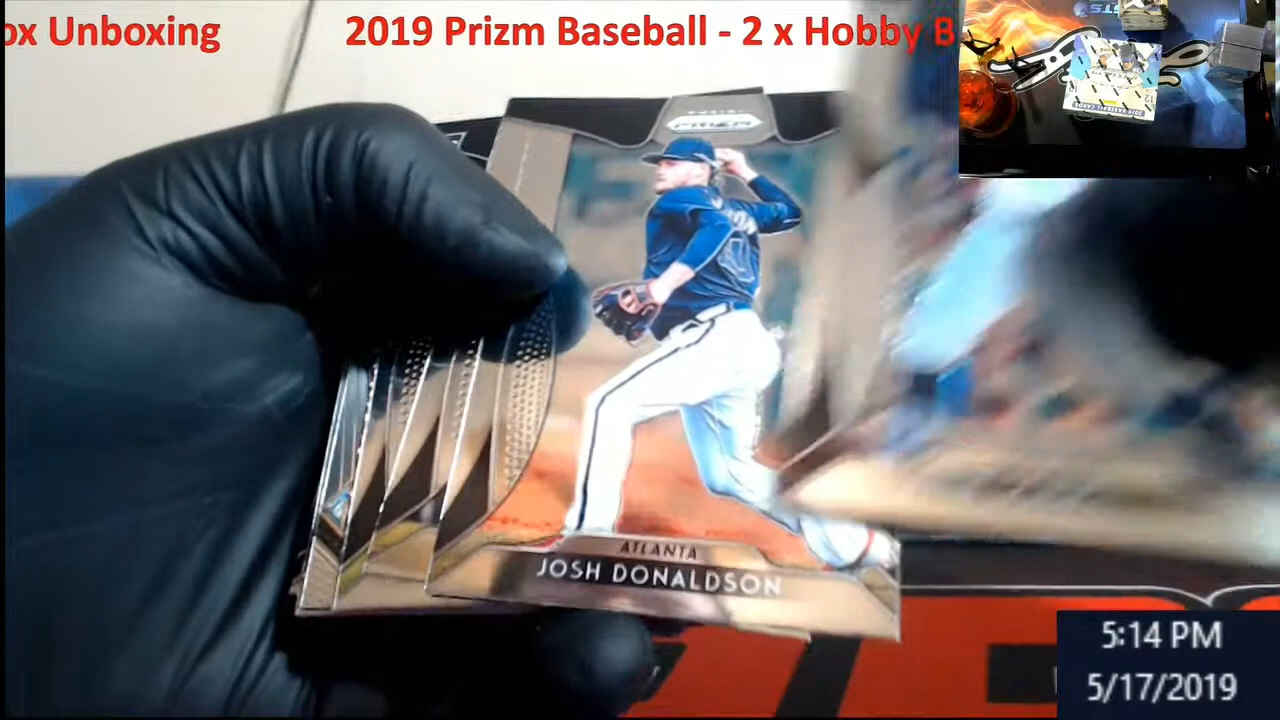 ox Unboxing 2019 Prizm Baseball - 2 x Hobby B
PRIZM
ATLANTA
JOSH DONALDSON
5:14 PM
5/17/2019